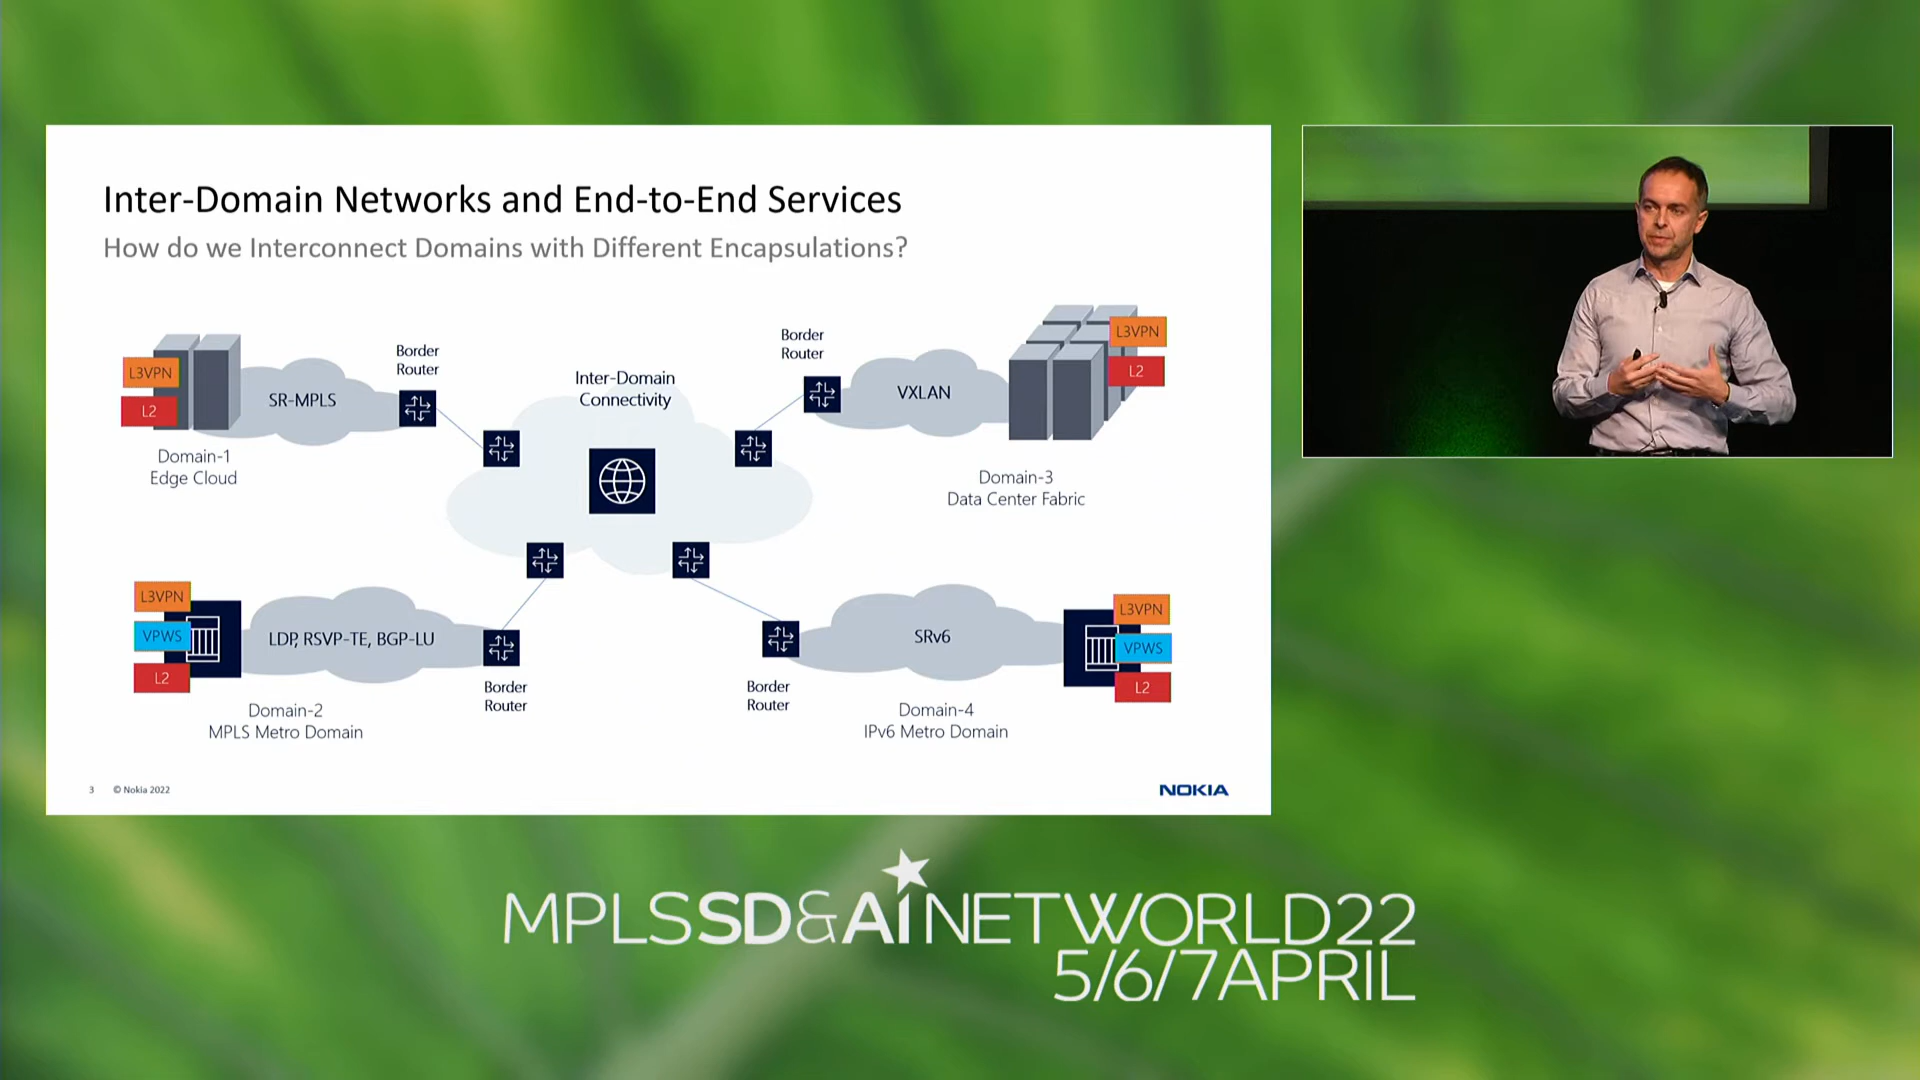 Inter-Domain Networks and End-to-End Services
How do we Interconnect Domains with Different Encapsulations?
L3VPN
L2
SR-MPLS
Border
Router
Domain-1
Edge Cloud
Inter-Domain
Connectivity
Border
Router
VXLAN
L3VPN
L2
Domain-3
Data Center Fabric
L3VPN
VPWS
L2
LDP, RSVP-TE, BGP-LU
Border
Router
Domain-2
MPLS Metro Domain
Border
Router
SRv6
L3VPN
VPWS
L2
Domain-4
IPv6 Metro Domain
3 © Nokia 2022
NOKIA
MPLSSD&AINETWORLD22
5/6/7APRIL